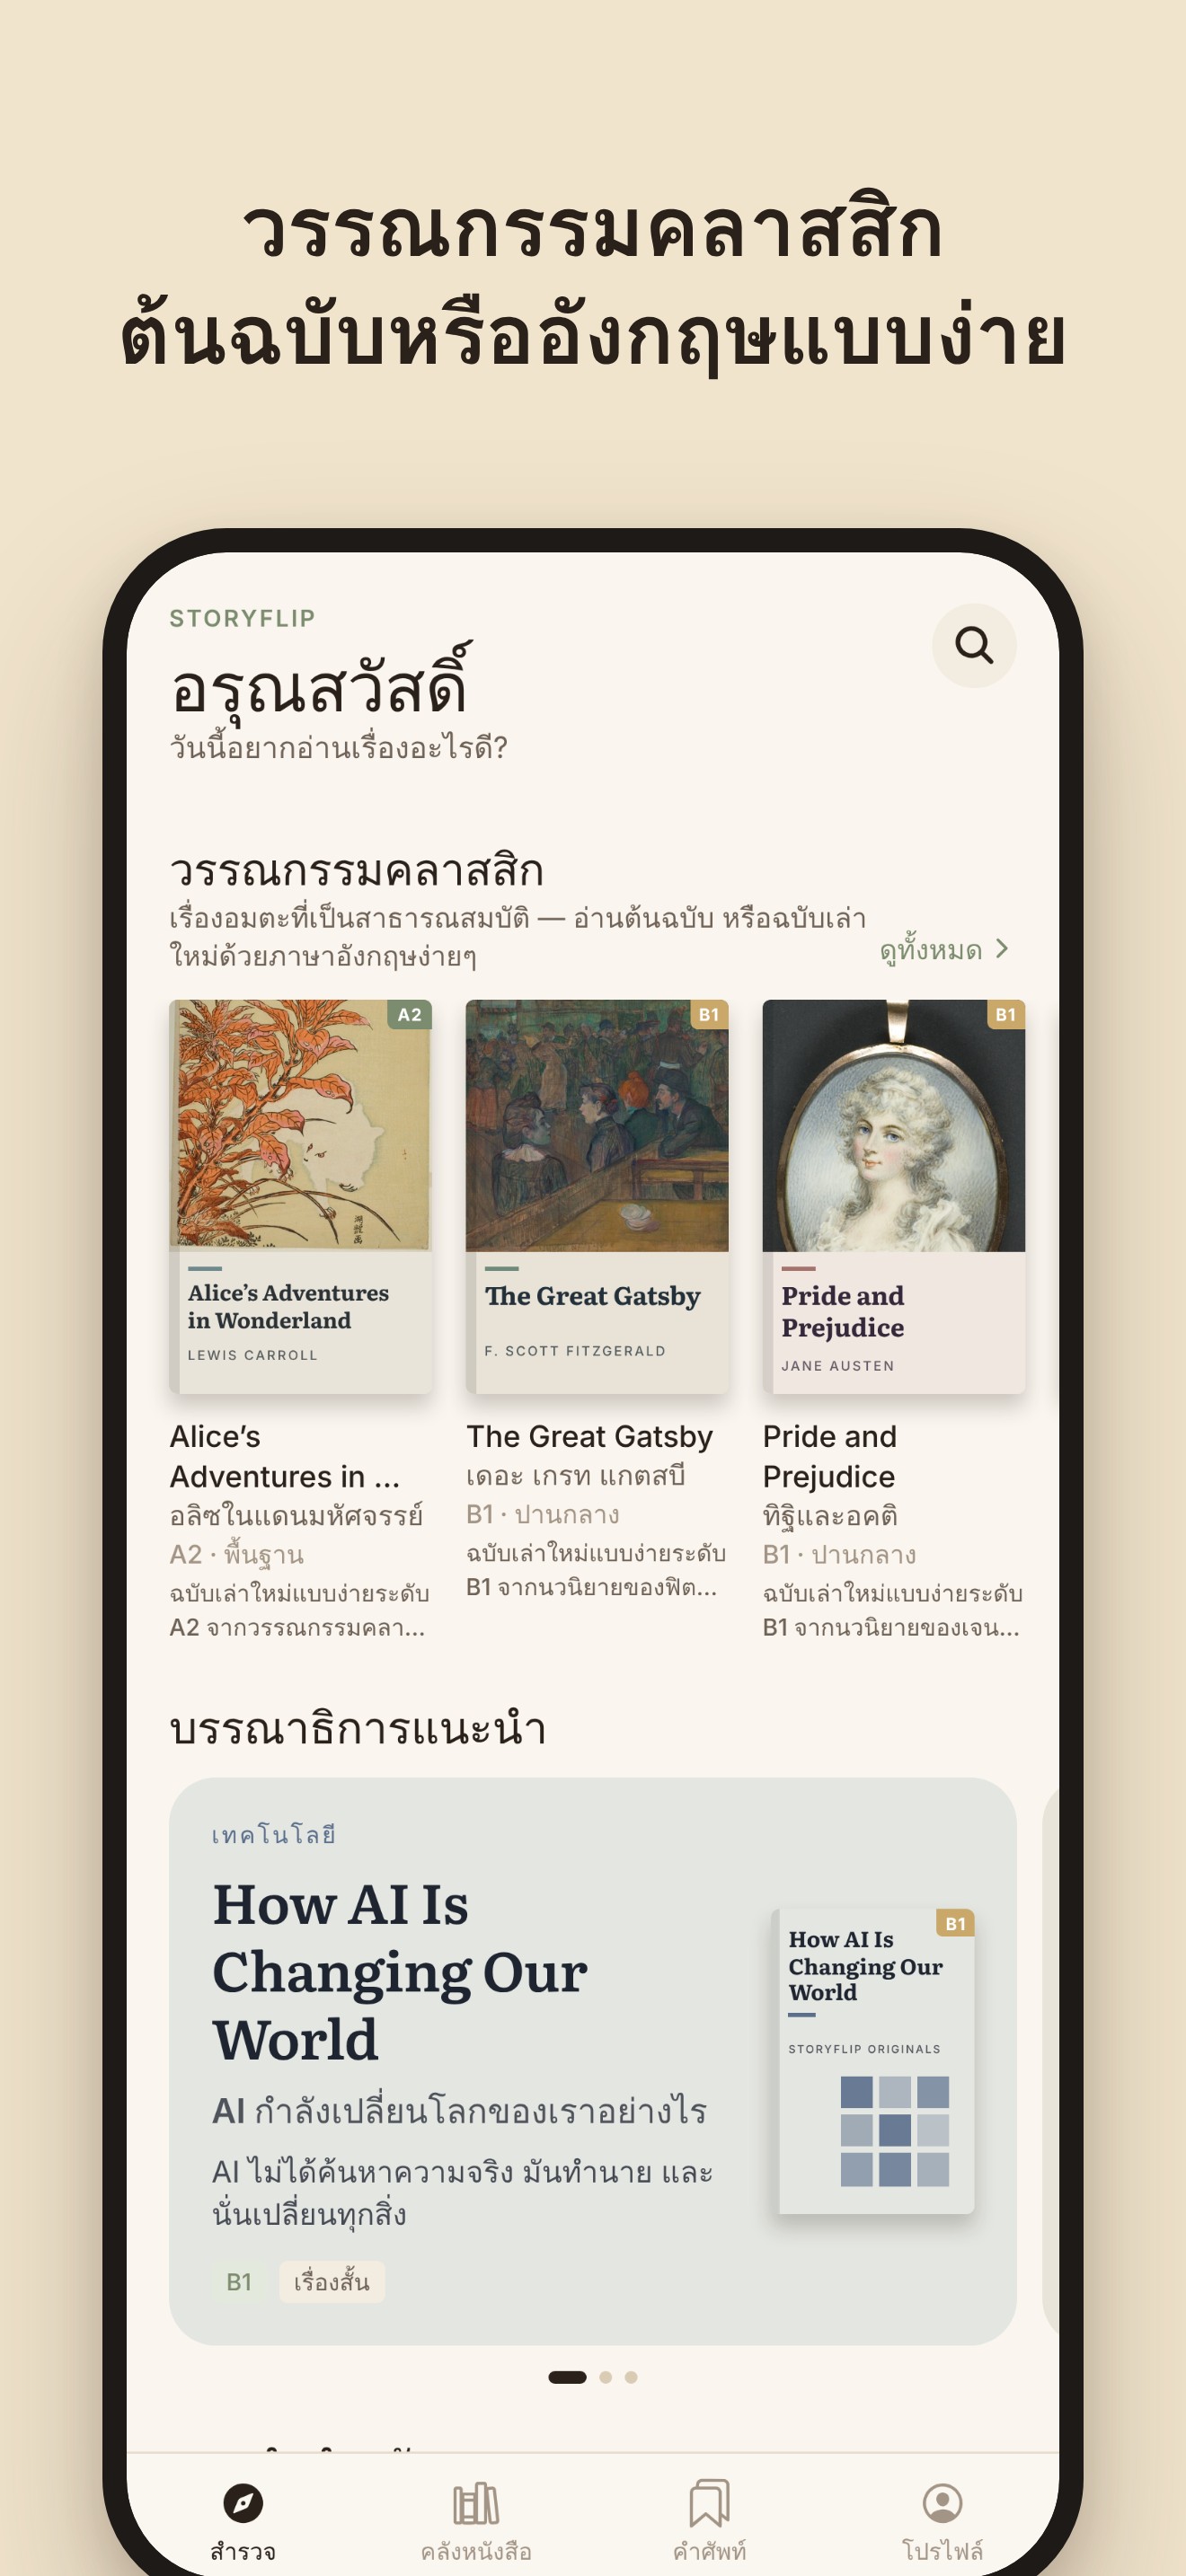 วรรณกรรมคลาสสิก
ต้นฉบับหรืออังกฤษแบบง่าย
STORYFLIP
อรุณสวัสดิ์
วันนี้อยากอ่านเรื่องอะไรดี?
วรรณกรรมคลาสสิก
เรื่องอมตะที่เป็นสาธารณสมบัติ — อ่านต้นฉบับ หรือฉบับเล่า
ใหม่ด้วยภาษาอังกฤษง่ายๆ
ดูทั้งหมด
A2
Alice’s Adventures
in Wonderland
LEWIS CARROLL
B1
The Great Gatsby
F. SCOTT FITZGERALD
B1
Pride and
Prejudice
JANE AUSTEN
Alice’s
Adventures in ...
อลิซในแดนมหัศจรรย์
A2 · พื้นฐาน
ฉบับเล่าใหม่แบบง่ายระดับ
A2 จากวรรณกรรมคลา...
The Great Gatsby
เดอะ เกรท แกตสบี
B1 · ปานกลาง
ฉบับเล่าใหม่แบบง่ายระดับ
B1 จากนวนิยายของฟิต...
Pride and
Prejudice
ทิฐิและอคติ
B1 · ปานกลาง
ฉบับเล่าใหม่แบบง่ายระดับ
B1 จากนวนิยายของเจน...
บรรณาธิการแนะนำ
เทคโนโลยี
How AI Is
Changing Our
World
AI กำลังเปลี่ยนโลกของเราอย่างไร
AI ไม่ได้ค้นหาความจริง มันทำนาย และ
นั่นเปลี่ยนทุกสิ่ง
B1
เรื่องสั้น
B1
How AI Is
Changing Our
World
STORYFLIP ORIGINALS
สำรวจ
คลังหนังสือ
คำศัพท์
โปรไฟล์